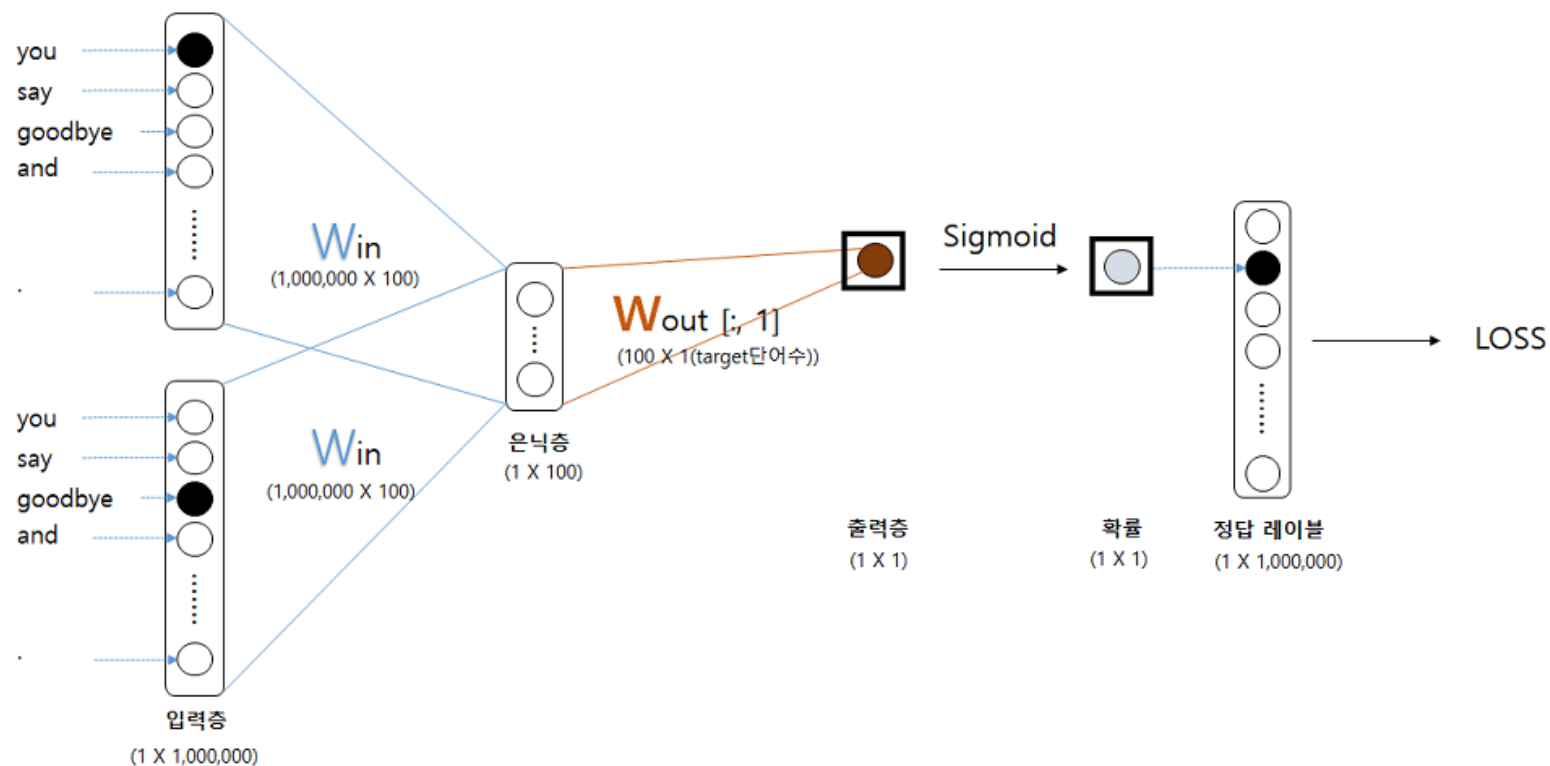 you
say
goodbye
and
.
Win
(1,000,000 X 100)
you
say
goodbye
and
.
Win
(1,000,000 X 100)
입력층
(1 X 1,000,000)
은닉층
(1 X 100)
Wout [:, 1]
(100 X 1(target단어수))
출력층
(1 X 1)
Sigmoid
확률
(1 X 1)
정답 레이블
(1 X 1,000,000)
LOSS